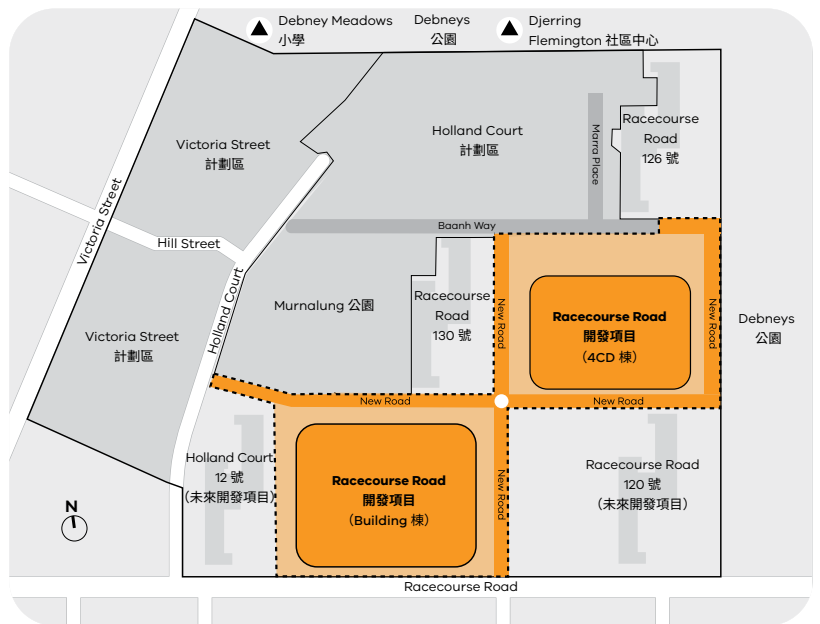 Debney Meadows
小學
Debneys
公園
Djerring
Flemington 社區中心
Victoria Street
計劃區
Holland Court
計劃區
Marra Place
Racecourse
Road
126 號
Victoria Street
Hill Street
Baanh Way
Holland Court
Murnalung 公園
Racecourse
Road
130 號
New Road
Racecourse Road
開發項目
（4CD 棟）
New Road
Debneys
公園
Victoria Street
計劃區
New Road
New Road
Holland Court
12 號
（未來開發項目）
Racecourse Road
開發項目
（Building 棟）
New Road
Racecourse Road
120 號
（未來開發項目）
N
Racecourse Road